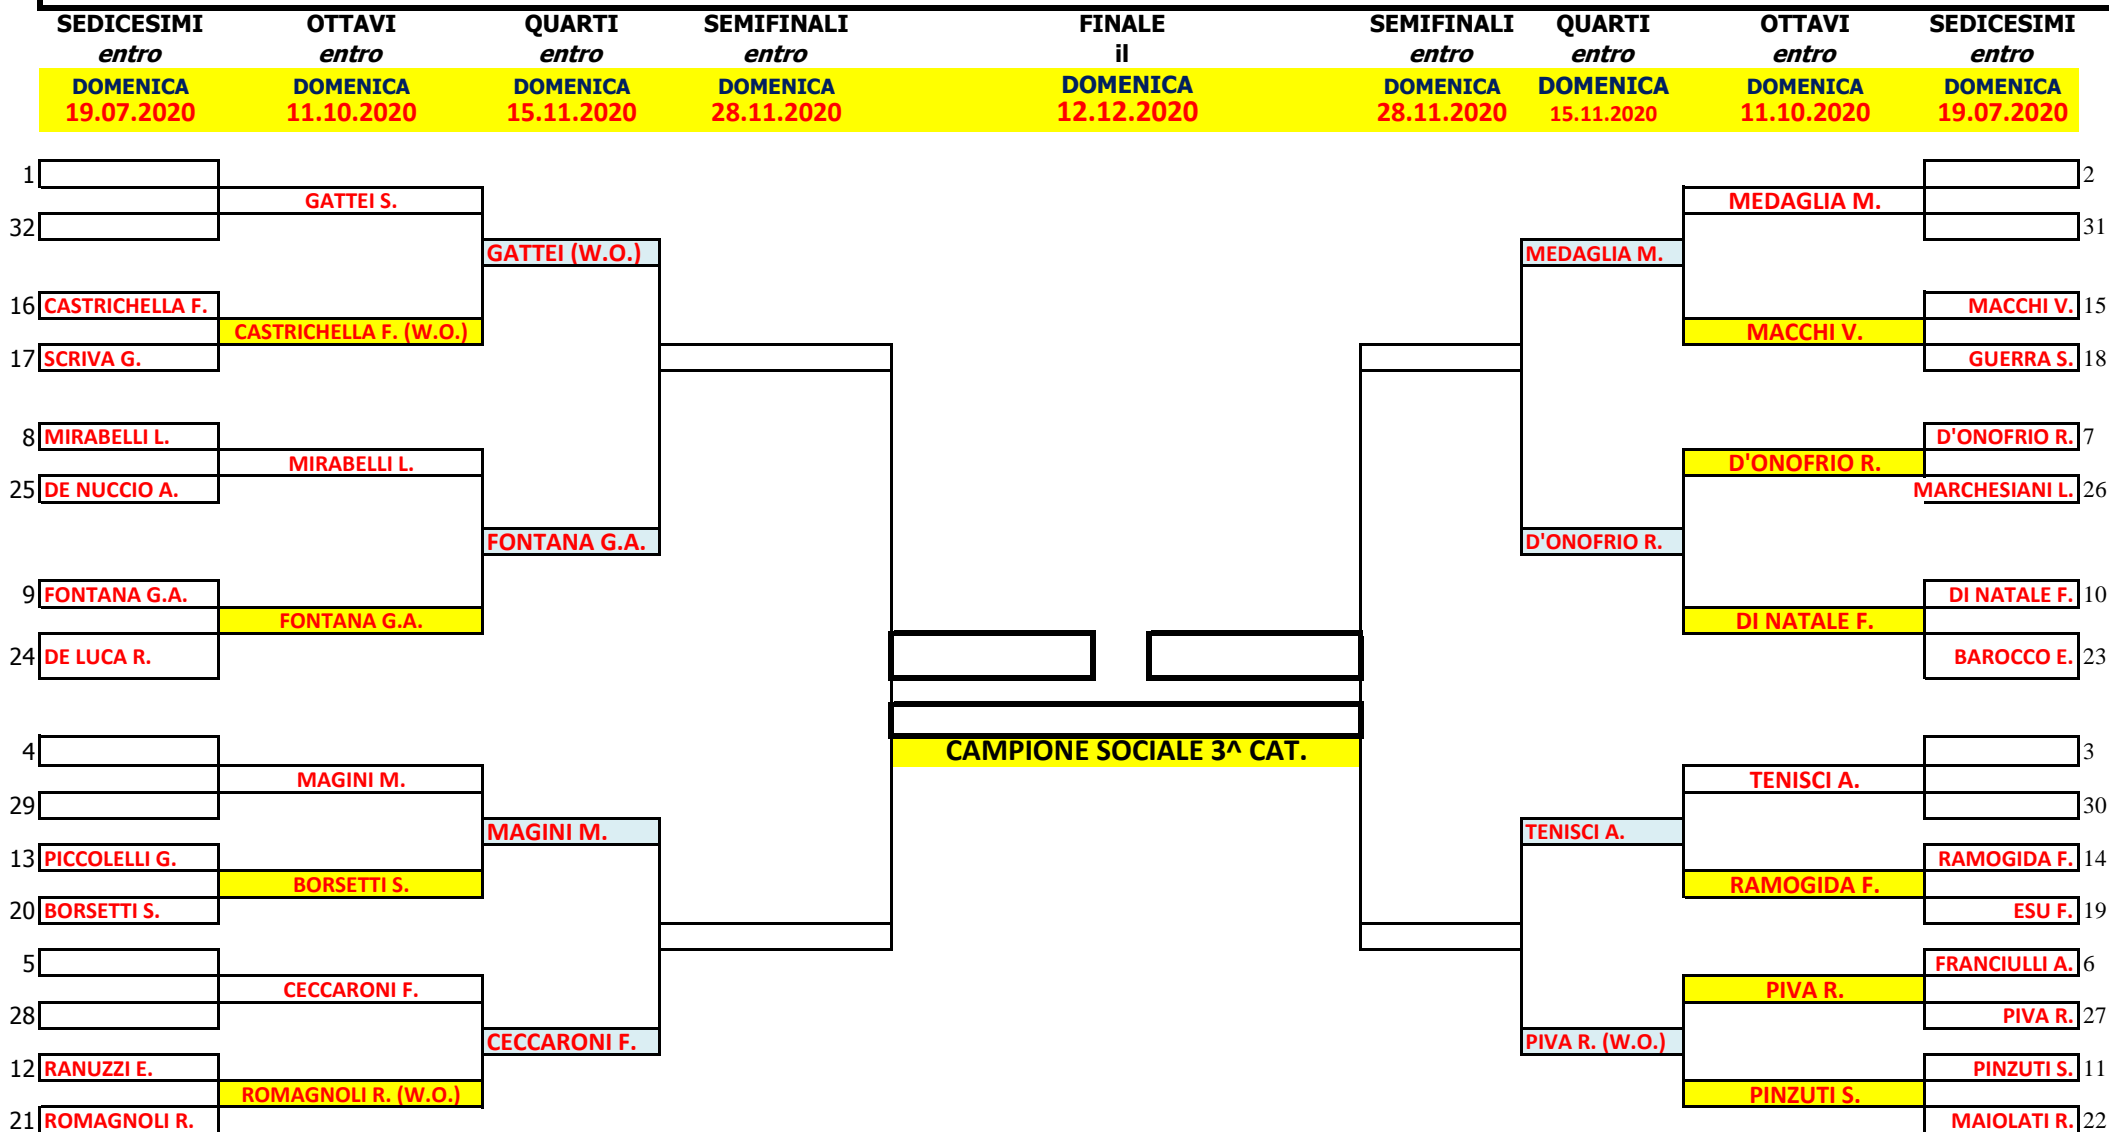 SEDICESIMI OTTAVI QUARTI SEMIFINALI FINALE SEMIFINALI QUARTI OTTAVI SEDICESIMI
entro entro entro entro il entro entro entro entro
DOMENICA DOMENICA DOMENICA DOMENICA DOMENICA DOMENICA DOMENICA DOMENICA DOMENICA
19.07.2020 11.10.2020 15.11.2020 28.11.2020 12.12.2020 28.11.2020 15.11.2020 11.10.2020 19.07.2020
1 2
GATTEI S. MEDAGLIA M.
32 31
GATTEI (W.O.) MEDAGLIA M.
16 CASTRICHELLA F. MACCHI V. 15
CASTRICHELLA F. (W.O.) MACCHI V.
17 SCRIVA G. GUERRA S. 18
8 MIRABELLI L. D'ONOFRIO R. 7
MIRABELLI L. D'ONOFRIO R.
25 DE NUCCIO A. MARCHESIANI L. 26
FONTANA G.A. D'ONOFRIO R.
9 FONTANA G.A. DI NATALE F. 10
FONTANA G.A. DI NATALE F.
24 DE LUCA R. BAROCCO E. 23
4 CAMPIONE SOCIALE 3^ CAT. 3
MAGINI M. TENISCI A.
29 30
MAGINI M. TENISCI A.
13 PICCOLELLI G. RAMOGIDA F. 14
BORSETTI S. RAMOGIDA F.
20 BORSETTI S. ESU F. 19
5 FRANCIULLI A. 6
CECCARONI F. PIVA R.
28 PIVA R. 27
CECCARONI F. PIVA R. (W.O.)
12 RANUZZI E. PINZUTI S. 11
ROMAGNOLI R. (W.O.) PINZUTI S.
21 ROMAGNOLI R. MAIOLATI R. 22